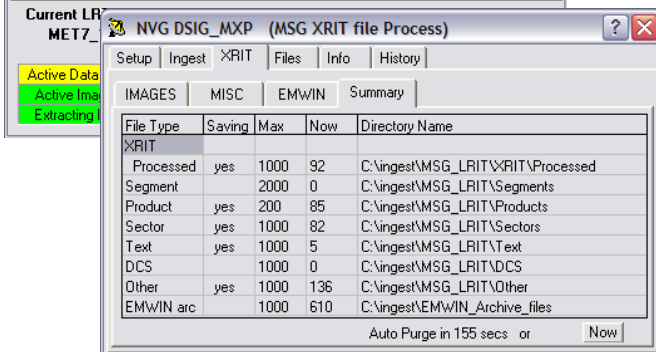 Current LR
MET7_
Active Data
Active Ima
Extracting
NVG DSIG_MXP (MSG XRIT file Process)
Setup Ingest XRIT Files Info History
IMAGES MISC EMWIN Summary
File Type Saving Max Now Directory Name
XRIT
Processed yes 1000 92 C:\ingest\MSG_LRIT\XRIT\Processed
Segment 2000 0 C:\ingest\MSG_LRIT\Segments
Product yes 200 85 C:\ingest\MSG_LRIT\Products
Sector yes 1000 82 C:\ingest\MSG_LRIT\Sectors
Text yes 1000 5 C:\ingest\MSG_LRIT\Text
DCS 1000 0 C:\ingest\MSG_LRIT\DCS
Other yes 1000 136 C:\ingest\MSG_LRIT\Other
EMWIN arc 1000 610 C:\ingest\EMWIN_Archive_files
Auto Purge in 155 secs or Now